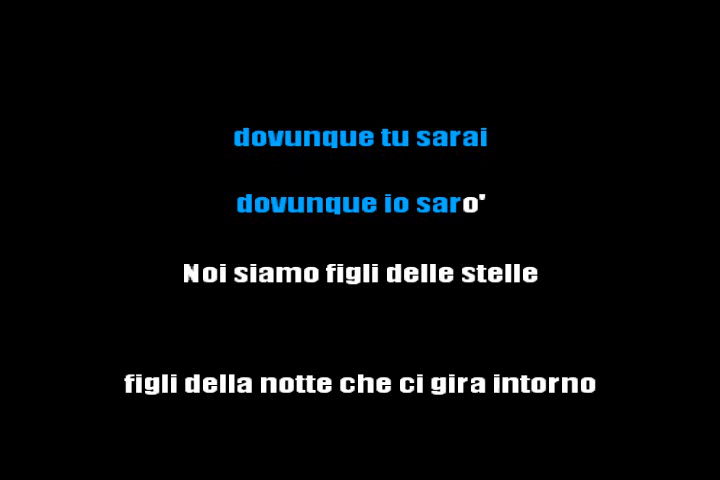 dovunque tu sarai
dovunque io saro'
Noi siamo figli delle stelle
figli della notte che ci gira intorno